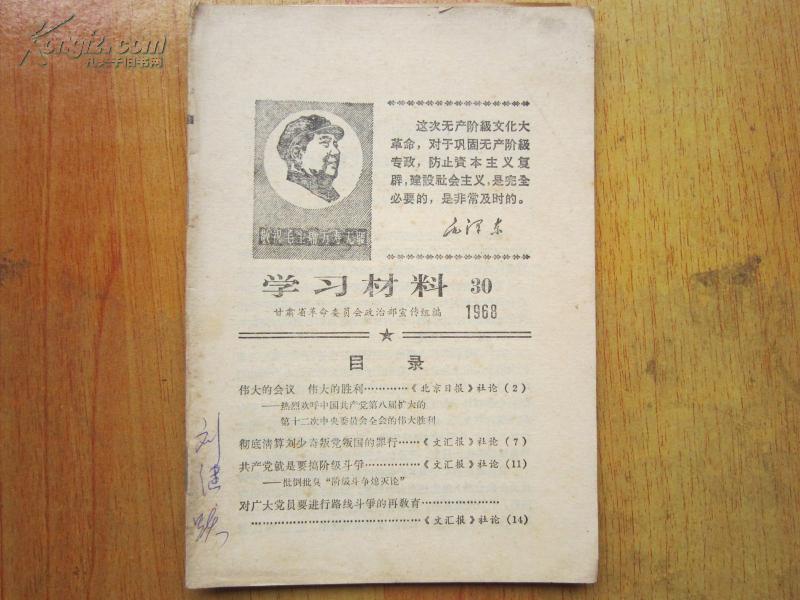 Kongfz.com
孔夫子旧书网
这次无产阶級文化大
革命，对于巩固无产阶級
专政，防止資本主义复
辟，建設社会主义，是完全
必要的，是非常及时的。
毛泽东
敬祝毛主席万寿无疆
学习材料 30
甘肃省革命委员会政治部宣传组编 1968
目 录
伟大的会议 伟大的胜利…………《北京日报》社论（2）
——热烈欢呼中国共产党第八届扩大的
第十二次中央委员会全会的伟大胜利
彻底清算刘少奇叛党叛国的罪行……《文汇报》社论（7）
共产党就是要搞阶级斗争…………《文汇报》社论（11）
——批倒批臭“阶级斗争熄灭论”
对广大党员要进行路线斗争的再教育………………
…………………………………《文汇报》社论（14）